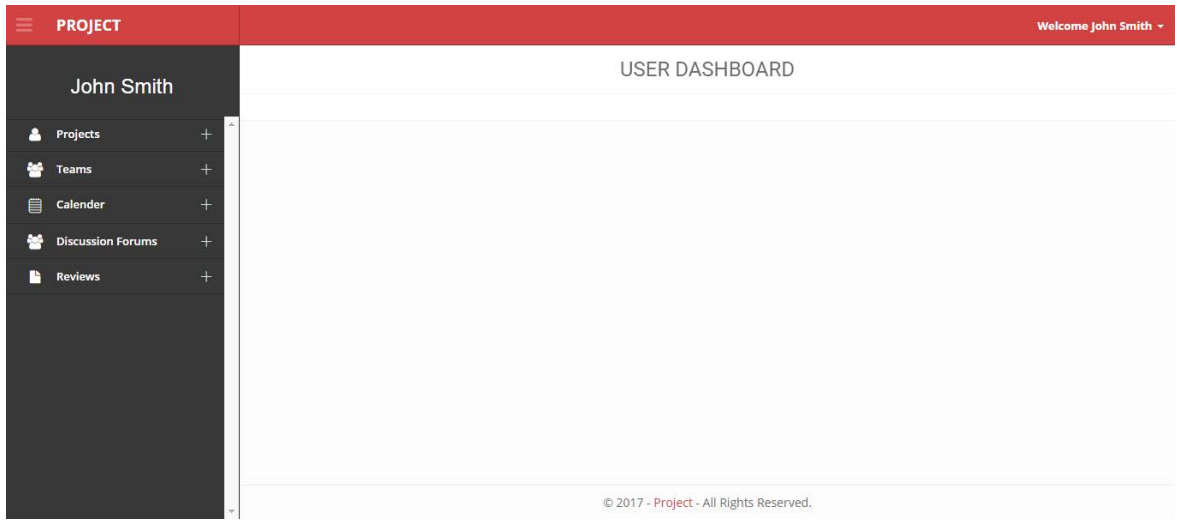 PROJECT
Welcome John Smith
John Smith
USER DASHBOARD
Projects
Teams
Calender
Discussion Forums
Reviews
© 2017 - Project - All Rights Reserved.